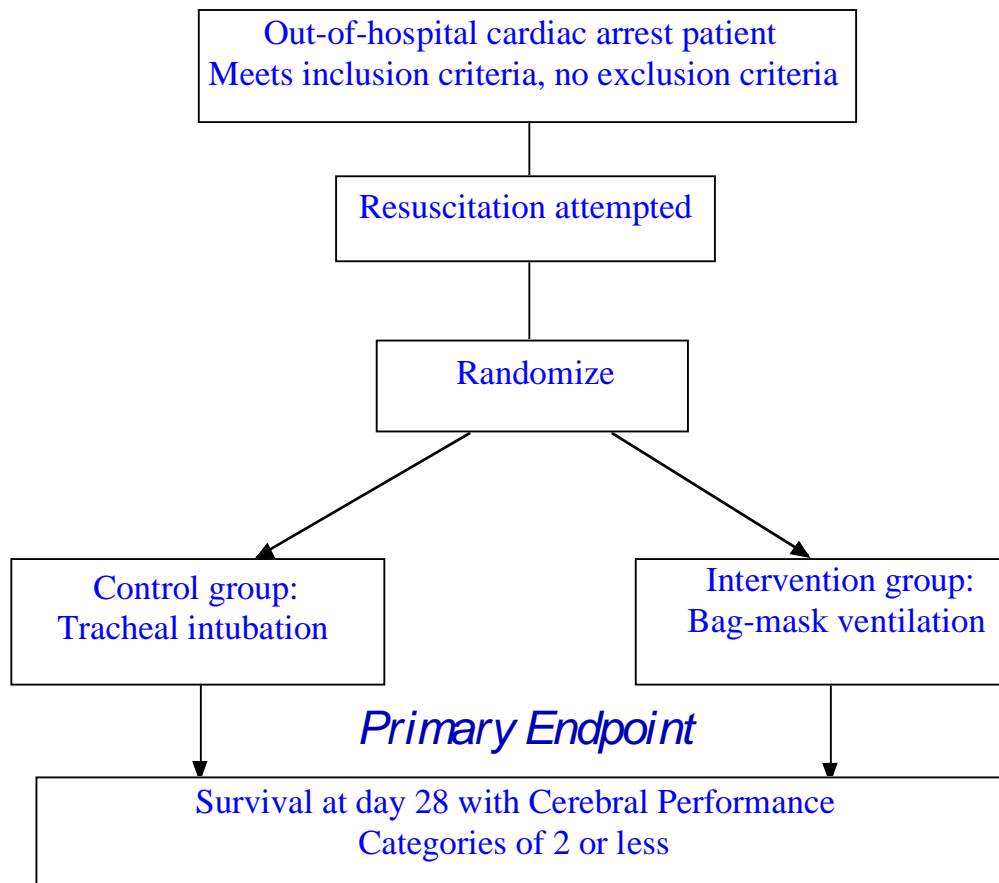 Out-of-hospital cardiac arrest patient
Meets inclusion criteria, no exclusion criteria
Resuscitation attempted
Randomize
Control group:
Tracheal intubation
Intervention group:
Bag-mask ventilation
Primary Endpoint
Survival at day 28 with Cerebral Performance
Categories of 2 or less